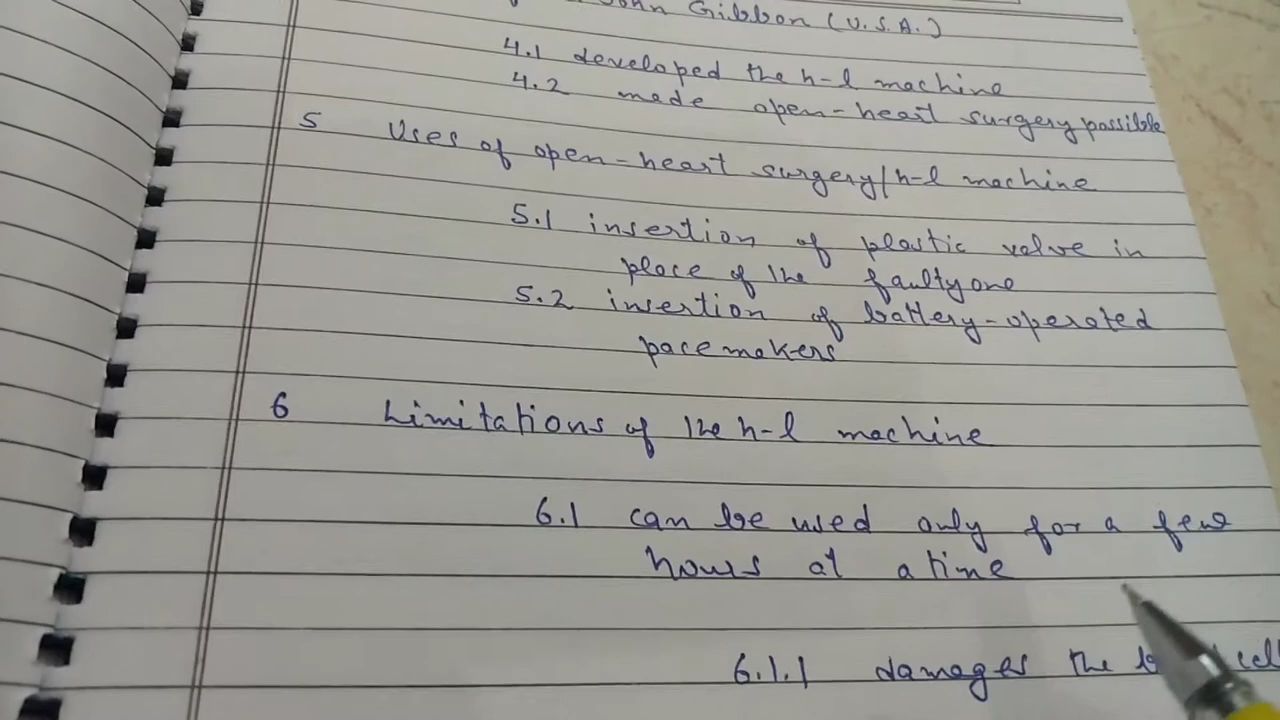 John Gibbon (U.S.A.)
4.1 developed the h-l machine
4.2 made open-heart surgery possible
5 Uses of open-heart surgery/h-l machine
5.1 insertion of plastic valve in
place of the faulty one
5.2 insertion of battery-operated
pacemakers
6 Limitations of the h-l machine
6.1 can be used only for a few
hours at a time
6.1.1 damages the